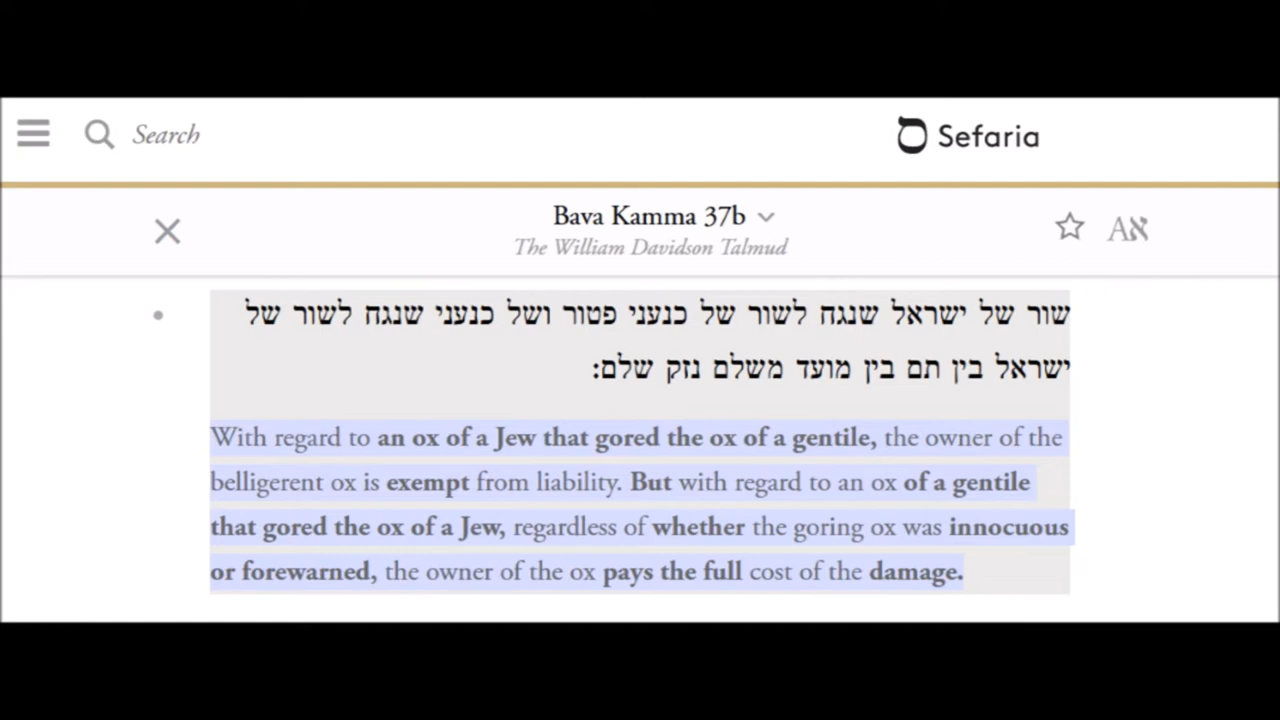 Search
Sefaria
Bava Kamma 37b
The William Davidson Talmud
Aא
שור של ישראל שנגח לשור של כנעני פטור ושל כנעני שנגח לשור של
ישראל בין תם בין מועד משלם נזק שלם:
With regard to an ox of a Jew that gored the ox of a gentile, the owner of the
belligerent ox is exempt from liability. But with regard to an ox of a gentile
that gored the ox of a Jew, regardless of whether the goring ox was innocuous
or forewarned, the owner of the ox pays the full cost of the damage.